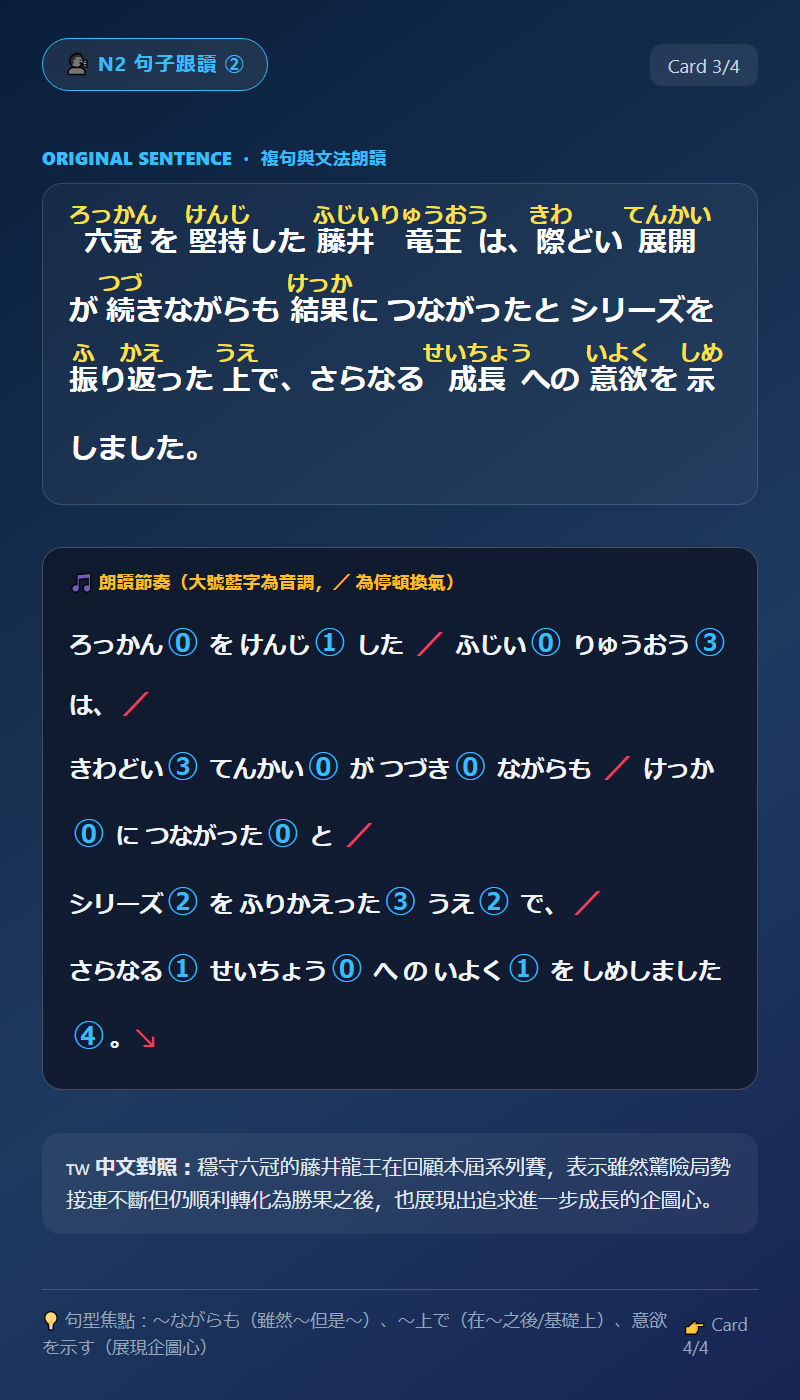 🗣️ N2 句子跟讀 ②
Card 3/4
ORIGINAL SENTENCE · 複句與文法朗讀
ろっかん けんじ ふじいりゅうおう きわ てんかい
六冠 を 堅持した 藤井 竜王 は、際どい 展開
つづ けっか
が 続きながらも 結果に つながったと シリーズを
ふ かえ うえ せいちょう いよく しめ
振り返った 上で、さらなる 成長 への 意欲を 示
しました。
🎵 朗讀節奏（大號藍字為音調，／ 為停頓換氣）
ろっかん ⓪ を けんじ ① した ／ ふじい ⓪ りゅうおう ③
は、 ／
きわどい ③ てんかい ⓪ が つづき ⓪ ながらも ／ けっか
⓪ に つながった ⓪ と ／
シリーズ ② を ふりかえった ③ うえ ② で、 ／
さらなる ① せいちょう ⓪ へ の いよく ① を しめしました
④ 。↘
TW 中文對照：穩守六冠的藤井龍王在回顧本屆系列賽，表示雖然驚險局勢
接連不斷但仍順利轉化為勝果之後，也展現出追求進一步成長的企圖心。
💡 句型焦點：～ながらも（雖然～但是～）、～上で（在～之後/基礎上）、意欲
を示す（展現企圖心）
👉 Card
4/4